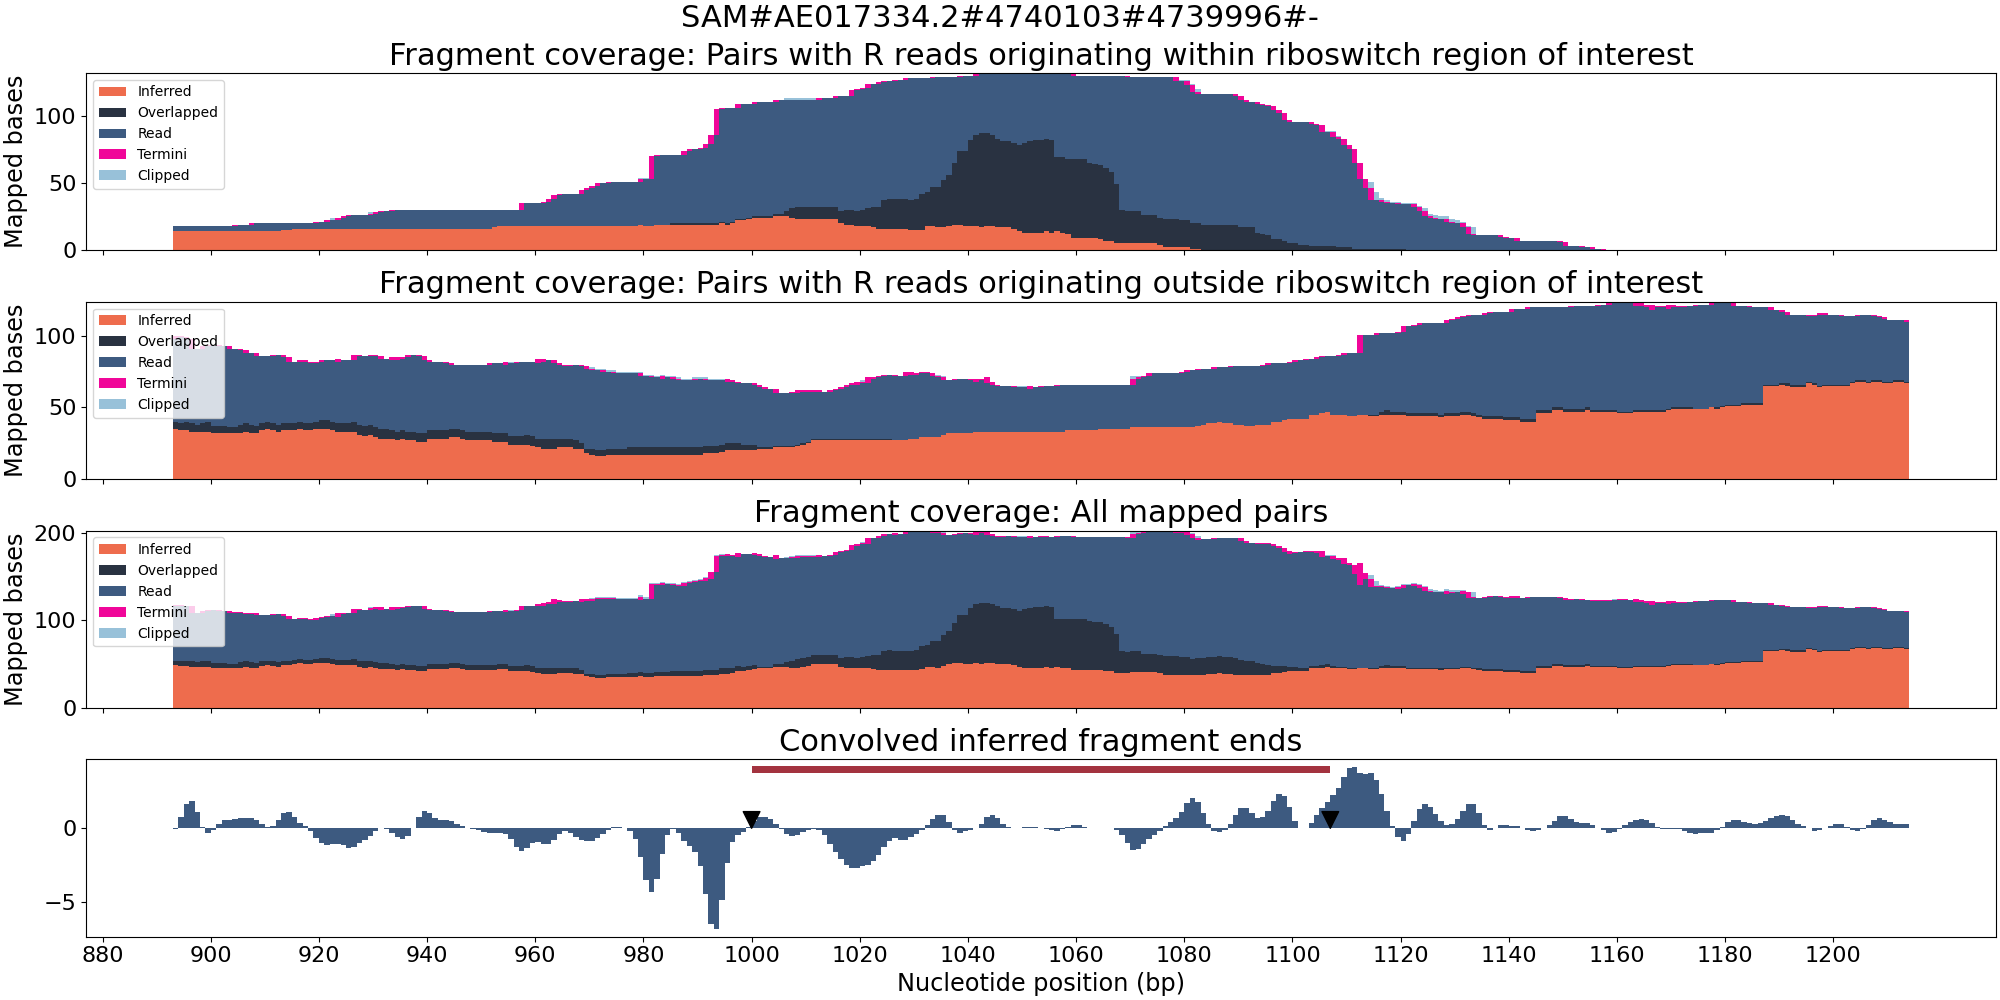 SAM#AE017334.2#4740103#4739996#-
Fragment coverage: Pairs with R reads originating within riboswitch region of interest
Mapped bases
100
50
0
Inferred
Overlapped
Read
Termini
Clipped
Fragment coverage: Pairs with R reads originating outside riboswitch region of interest
Mapped bases
100
50
0
Inferred
Overlapped
Read
Termini
Clipped
Fragment coverage: All mapped pairs
Mapped bases
200
100
0
Inferred
Overlapped
Read
Termini
Clipped
Convolved inferred fragment ends
0
−5
880 900 920 940 960 980 1000 1020 1040 1060 1080 1100 1120 1140 1160 1180 1200
Nucleotide position (bp)